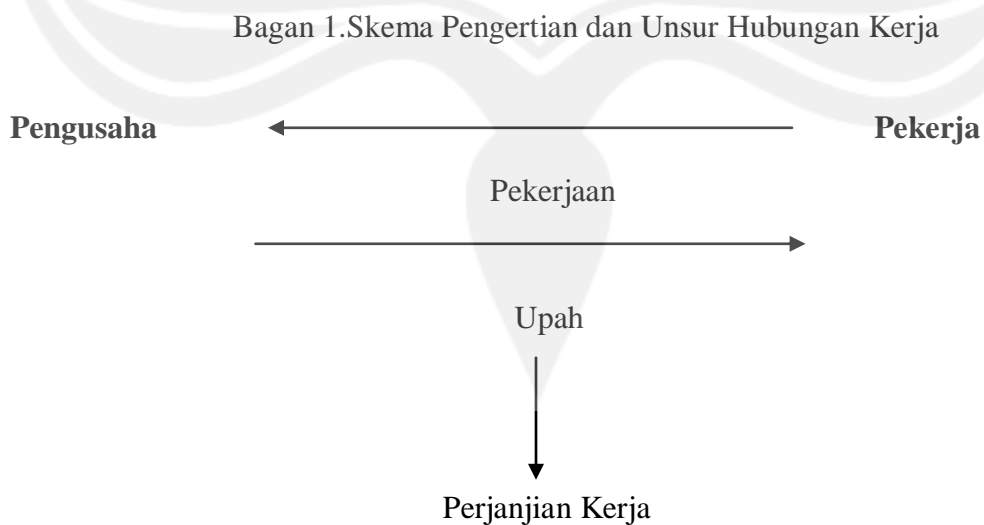 Bagan 1.Skema Pengertian dan Unsur Hubungan Kerja
Pengusaha Pekerja
Pekerjaan
Upah
Perjanjian Kerja